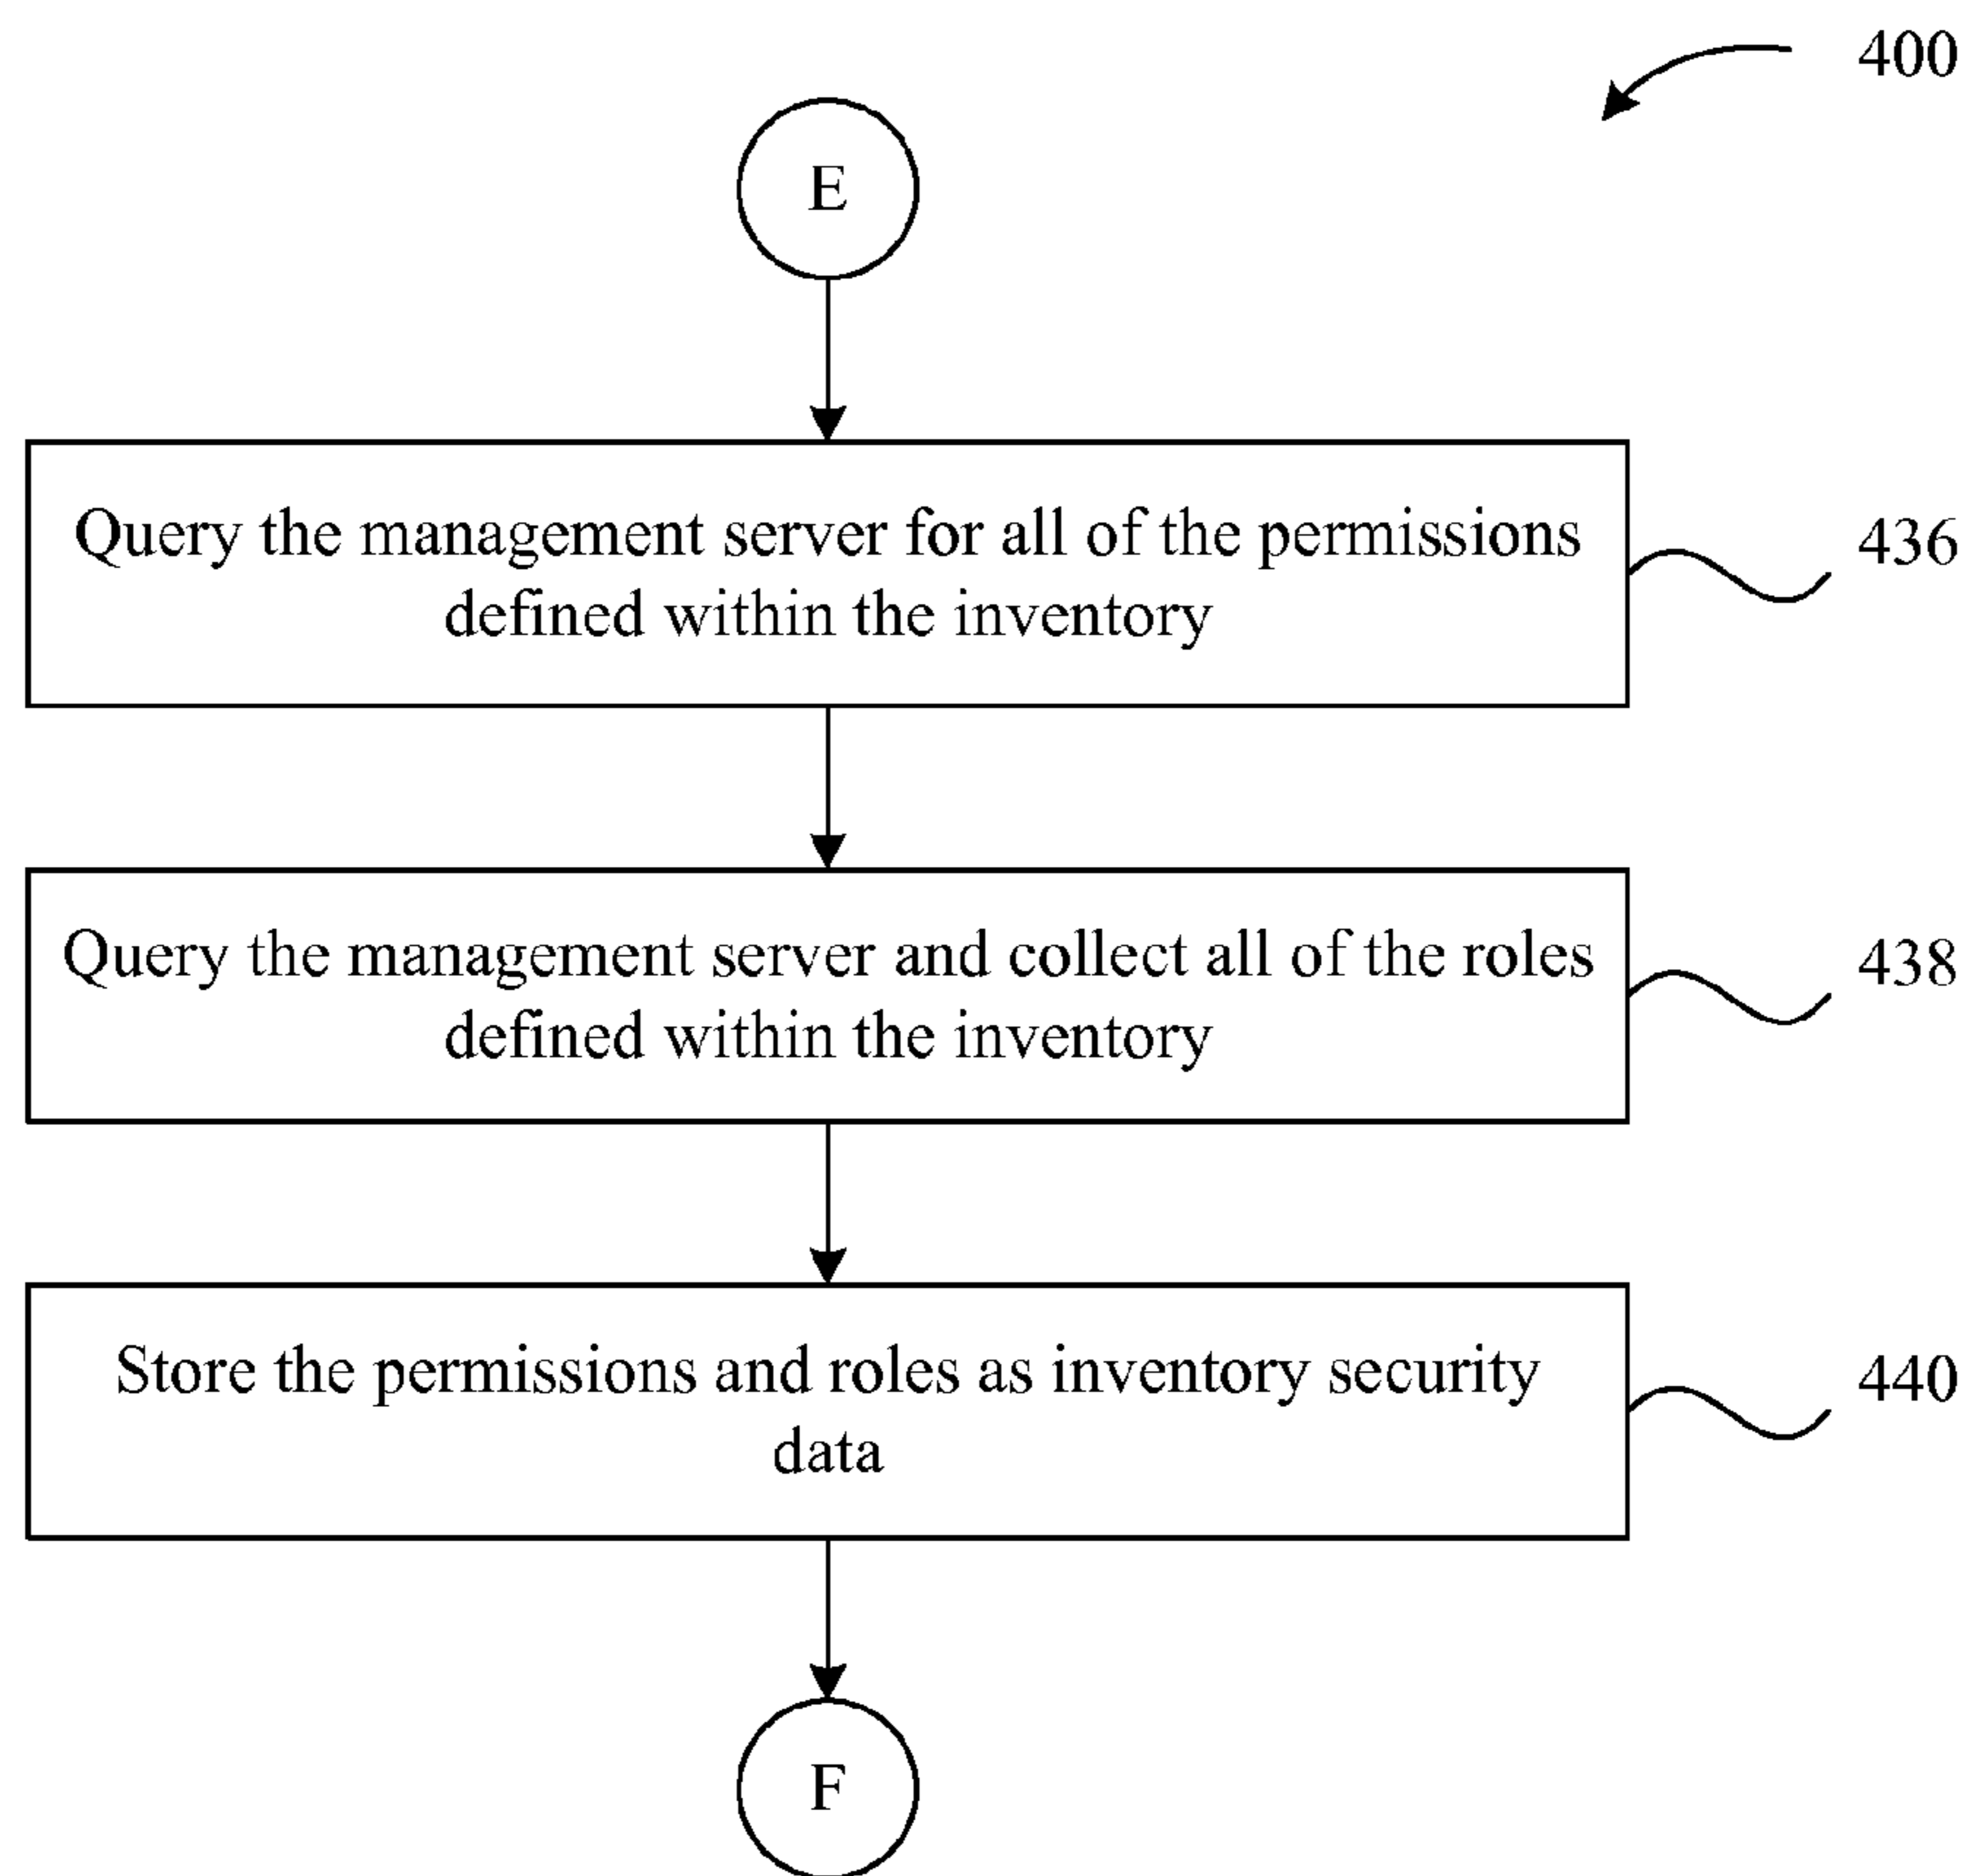 400
E
Query the management server for all of the permissions
defined within the inventory
436
Query the management server and collect all of the roles
defined within the inventory
438
Store the permissions and roles as inventory security
data
440
F